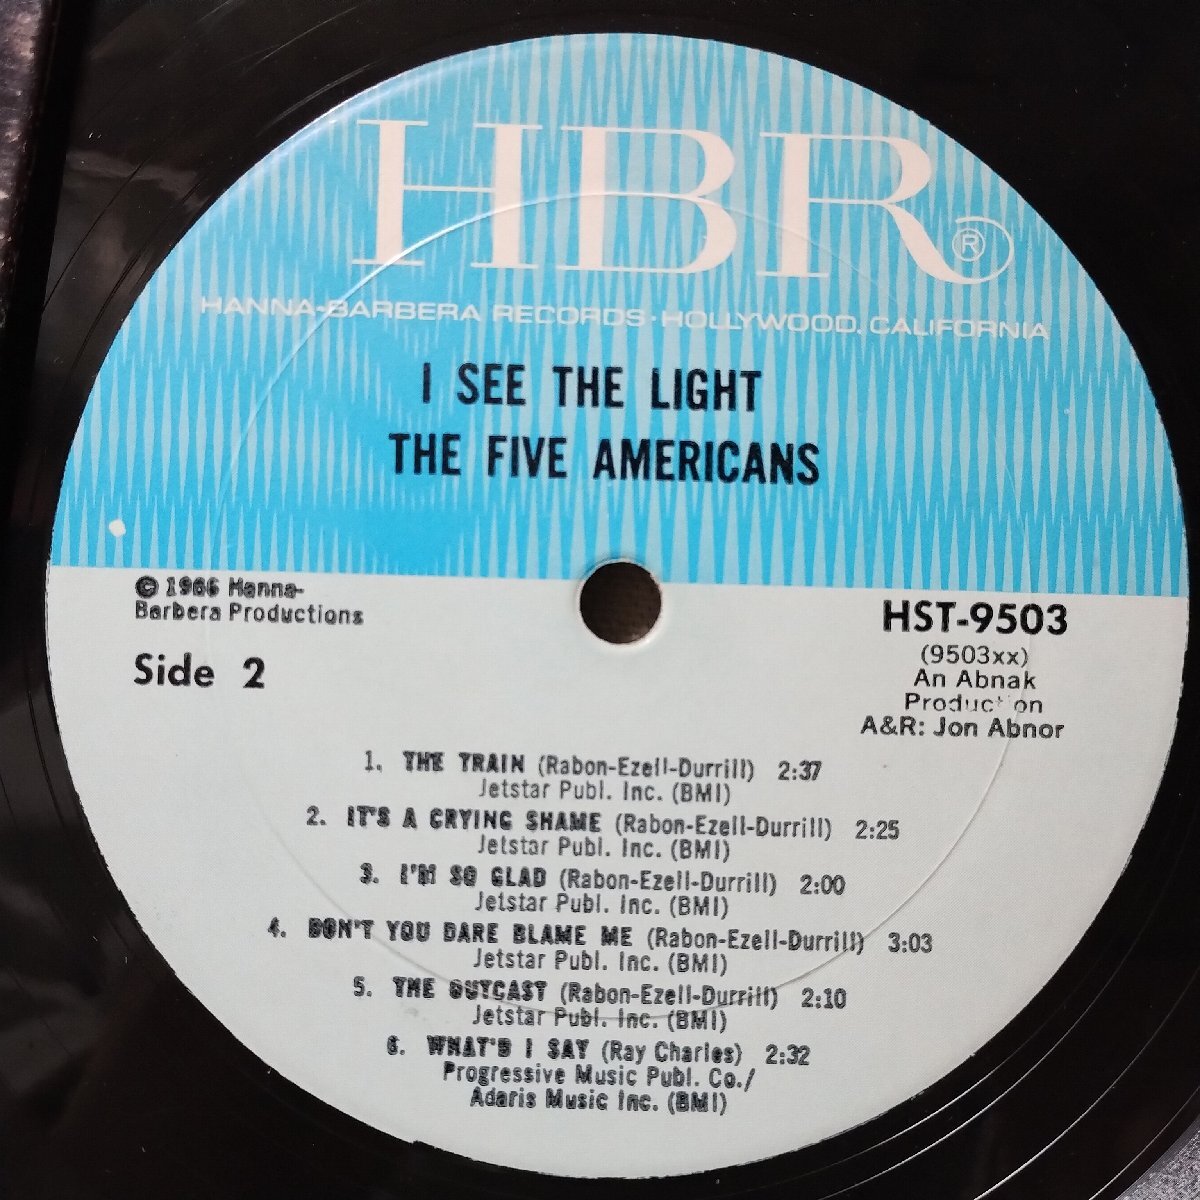 HBR®
HANNA-BARBERA RECORDS · HOLLYWOOD, CALIFORNIA
I SEE THE LIGHT
THE FIVE AMERICANS
© 1966 Hanna-
Barbera Productions
Side 2
HST-9503
(9503xx)
An Abnak
Production
A&R: Jon Abnor
1. THE TRAIN (Rabon-Ezell-Durrill) 2:37
Jetstar Publ. Inc. (BMI)
2. IT'S A CRYING SHAME (Rabon-Ezell-Durrill) 2:25
Jetstar Publ. Inc. (BMI)
3. I'M SO GLAD (Rabon-Ezell-Durrill) 2:00
Jetstar Publ. Inc. (BMI)
4. DON'T YOU DARE BLAME ME (Rabon-Ezell-Durrill) 3:03
Jetstar Publ. Inc. (BMI)
5. THE OUTCAST (Rabon-Ezell-Durrill) 2:10
Jetstar Publ. Inc. (BMI)
6. WHAT'D I SAY (Ray Charles) 2:32
Progressive Music Publ. Co./
Adaris Music Inc. (BMI)